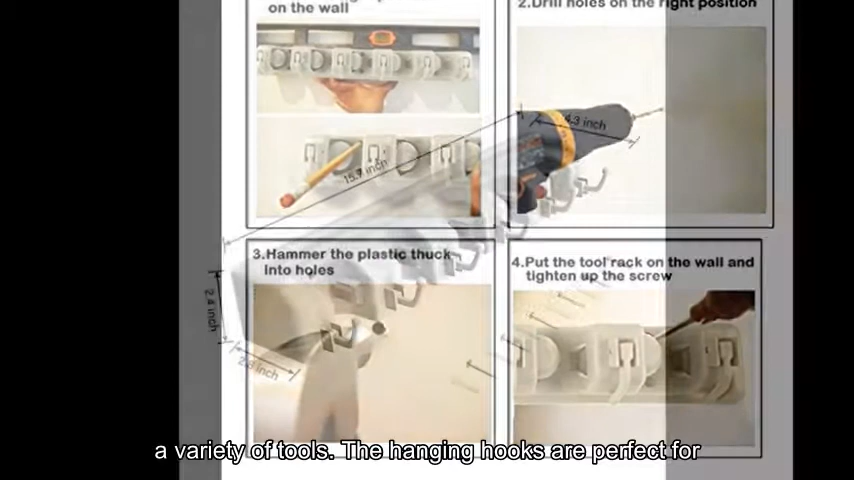 on the wall
2.Drill holes on the right position
4.3 inch
15.7 inch
3.Hammer the plastic thuck
into holes
4.Put the tool rack on the wall and
tighten up the screw
2.4 inch
inch
a variety of tools. The hanging hooks are perfect for